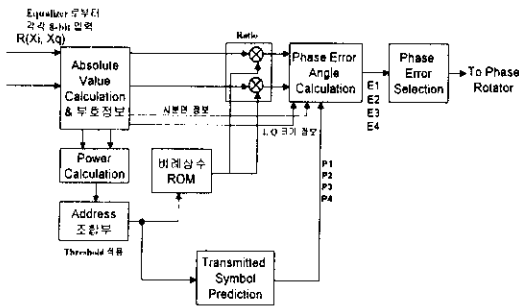 Equalizer 로부터
각각 8-bit 입력
R(Xi, Xq)
Absolute
Value
Calculation
& 부호정보
Ratio
Phase Error
Angle
Calculation
Phase
Error
Selection
To Phase
Rotator
E1
E2
E3
E4
사분면 정보
I, Q 크기 정보
Power
Calculation
비례상수
ROM
P1
P2
P3
P4
Address
조합부
Threshold 적용
Transmitted
Symbol
Prediction